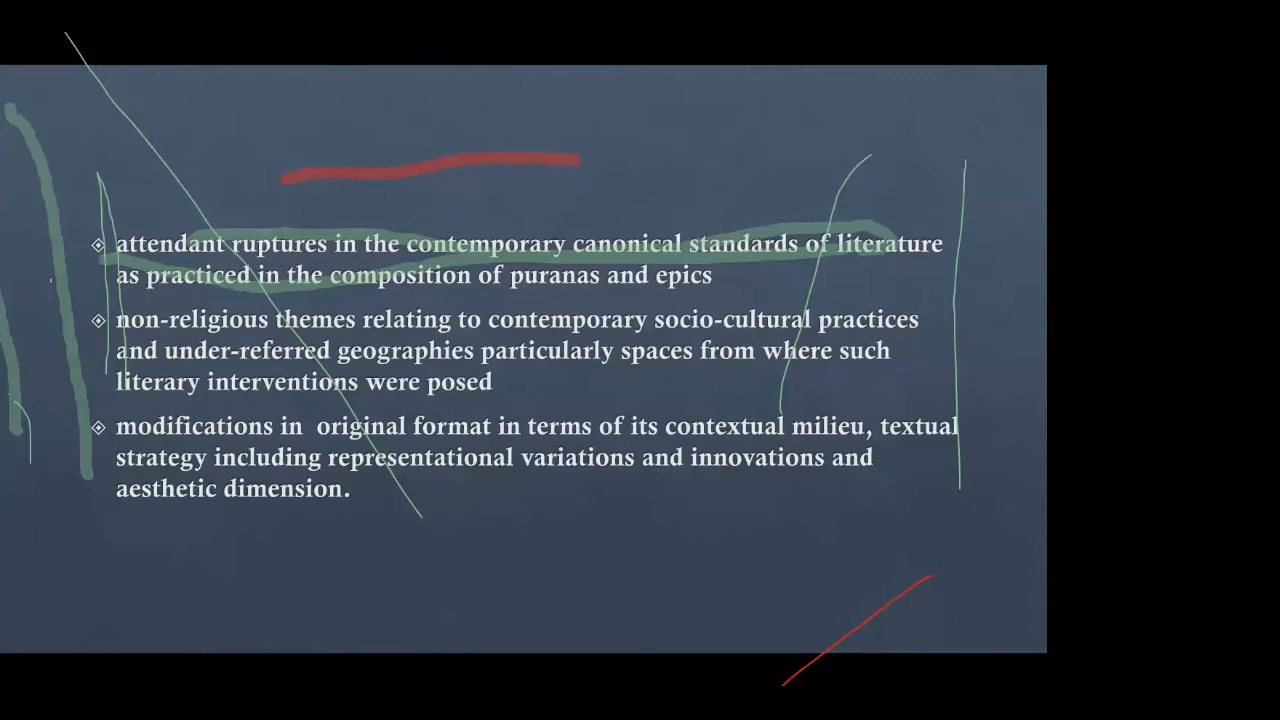 attendant ruptures in the contemporary canonical standards of literature
as practiced in the composition of puranas and epics
non-religious themes relating to contemporary socio-cultural practices
and under-referred geographies particularly spaces from where such
literary interventions were posed
modifications in original format in terms of its contextual milieu, textual
strategy including representational variations and innovations and
aesthetic dimension.